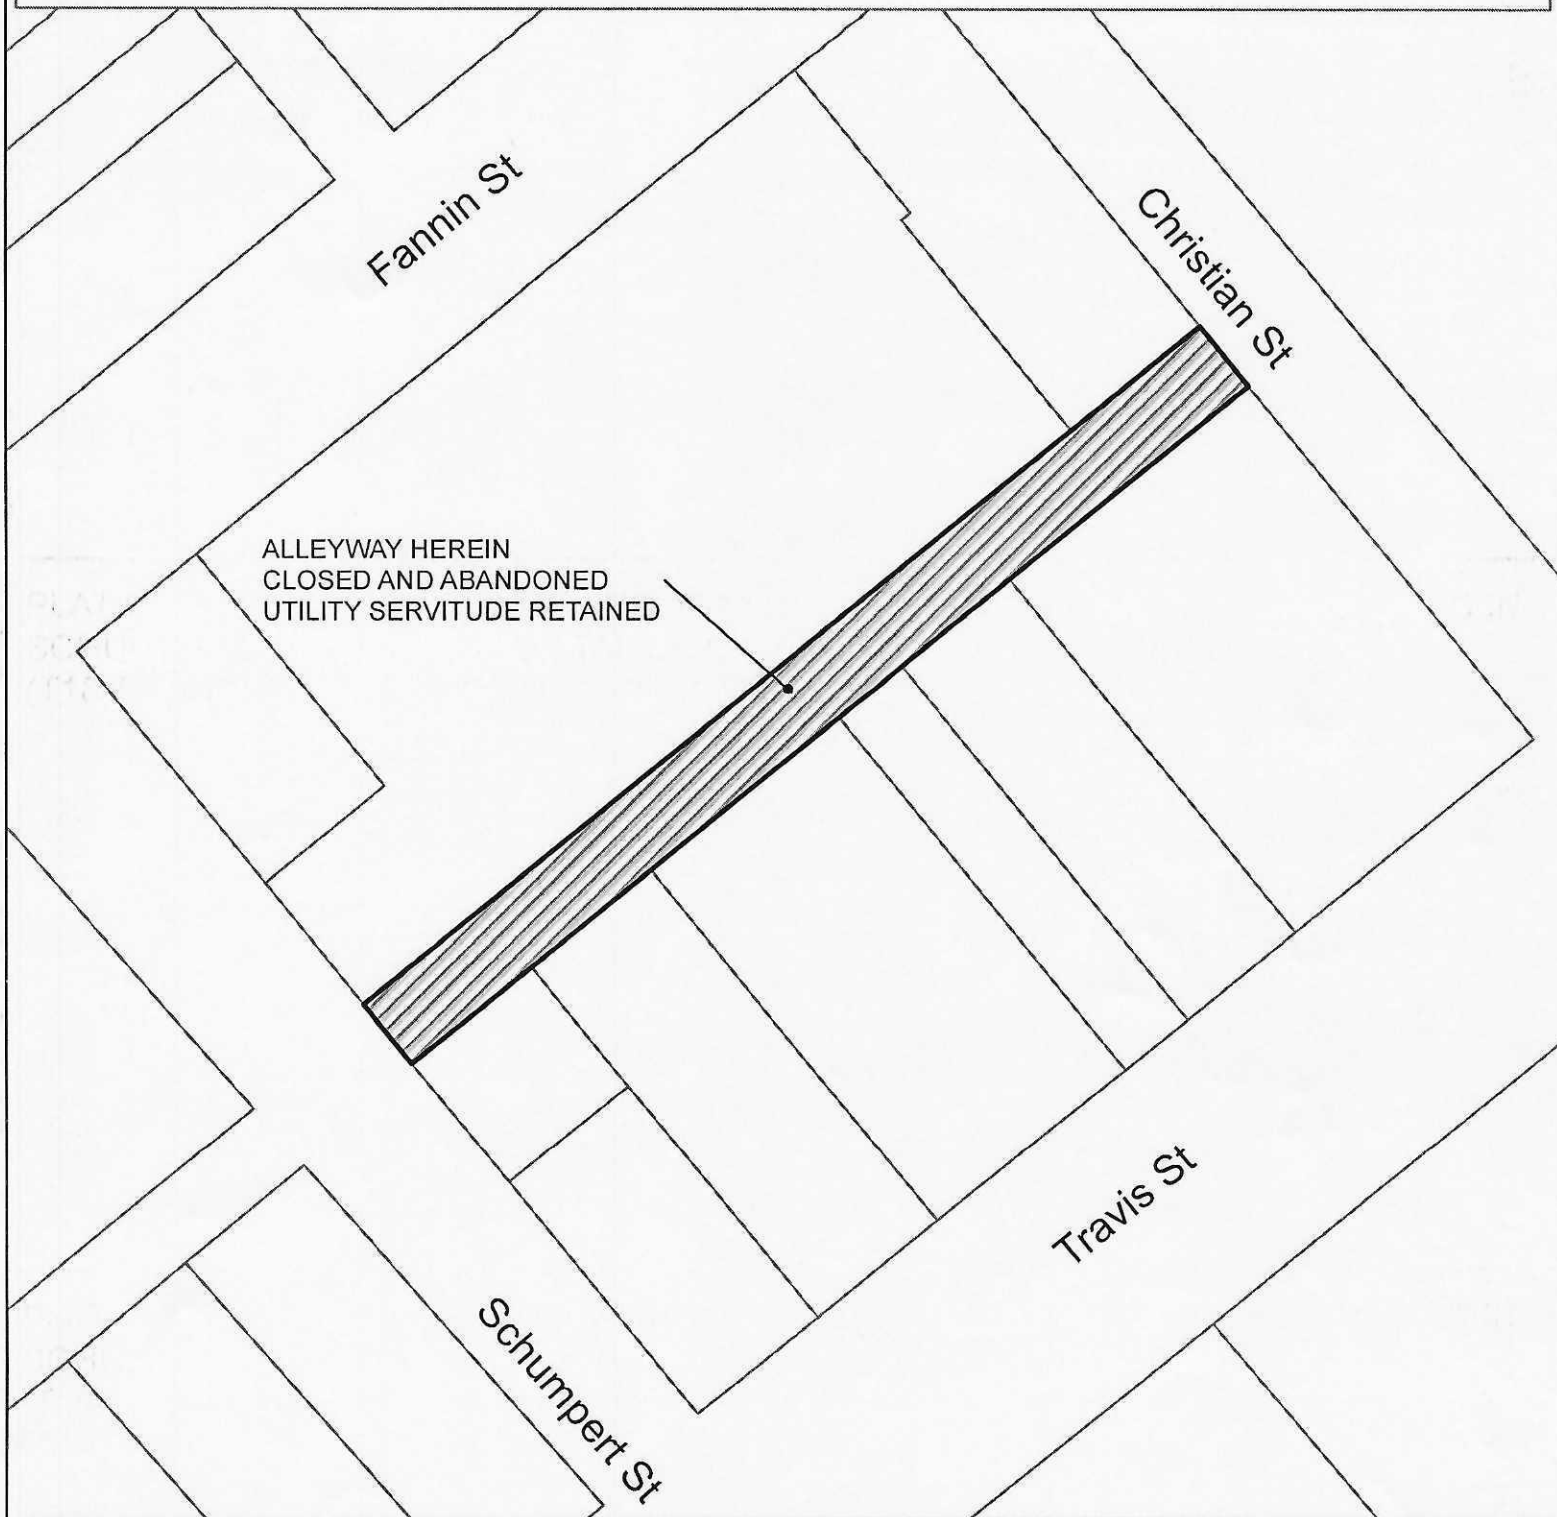 Fannin St
Christian St
ALLEYWAY HEREIN
CLOSED AND ABANDONED
UTILITY SERVITUDE RETAINED
Travis St
Schumpert St